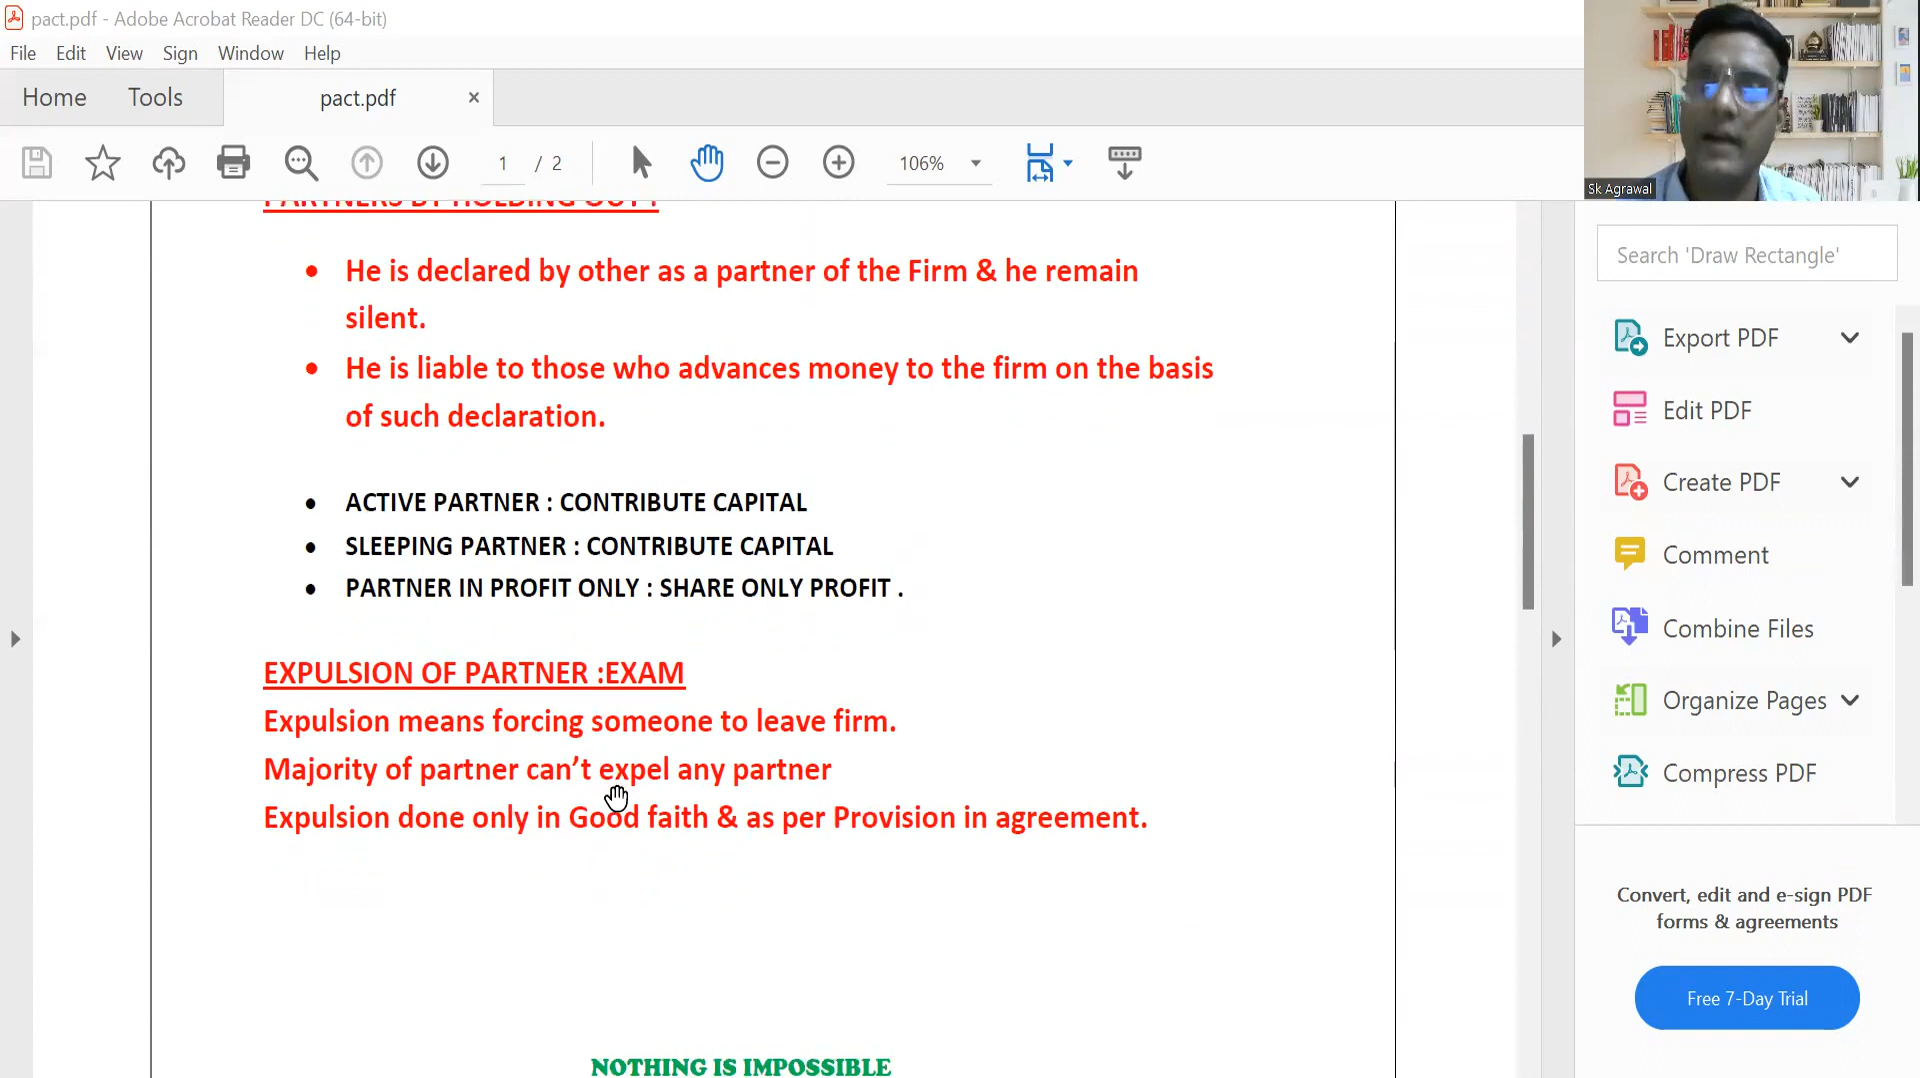 pact.pdf - Adobe Acrobat Reader DC (64-bit)
File Edit View Sign Window Help
Home Tools pact.pdf ×
1 / 2 106%
Sk Agrawal
PARTNERS BY HOLDING OUT :
He is declared by other as a partner of the Firm & he remain
silent.
He is liable to those who advances money to the firm on the basis
of such declaration.
ACTIVE PARTNER : CONTRIBUTE CAPITAL
SLEEPING PARTNER : CONTRIBUTE CAPITAL
PARTNER IN PROFIT ONLY : SHARE ONLY PROFIT .
EXPULSION OF PARTNER :EXAM
Expulsion means forcing someone to leave firm.
Majority of partner can’t expel any partner
Expulsion done only in Good faith & as per Provision in agreement.
NOTHING IS IMPOSSIBLE
Search 'Draw Rectangle'
Export PDF
Edit PDF
Create PDF
Comment
Combine Files
Organize Pages
Compress PDF
Convert, edit and e-sign PDF
forms & agreements
Free 7-Day Trial